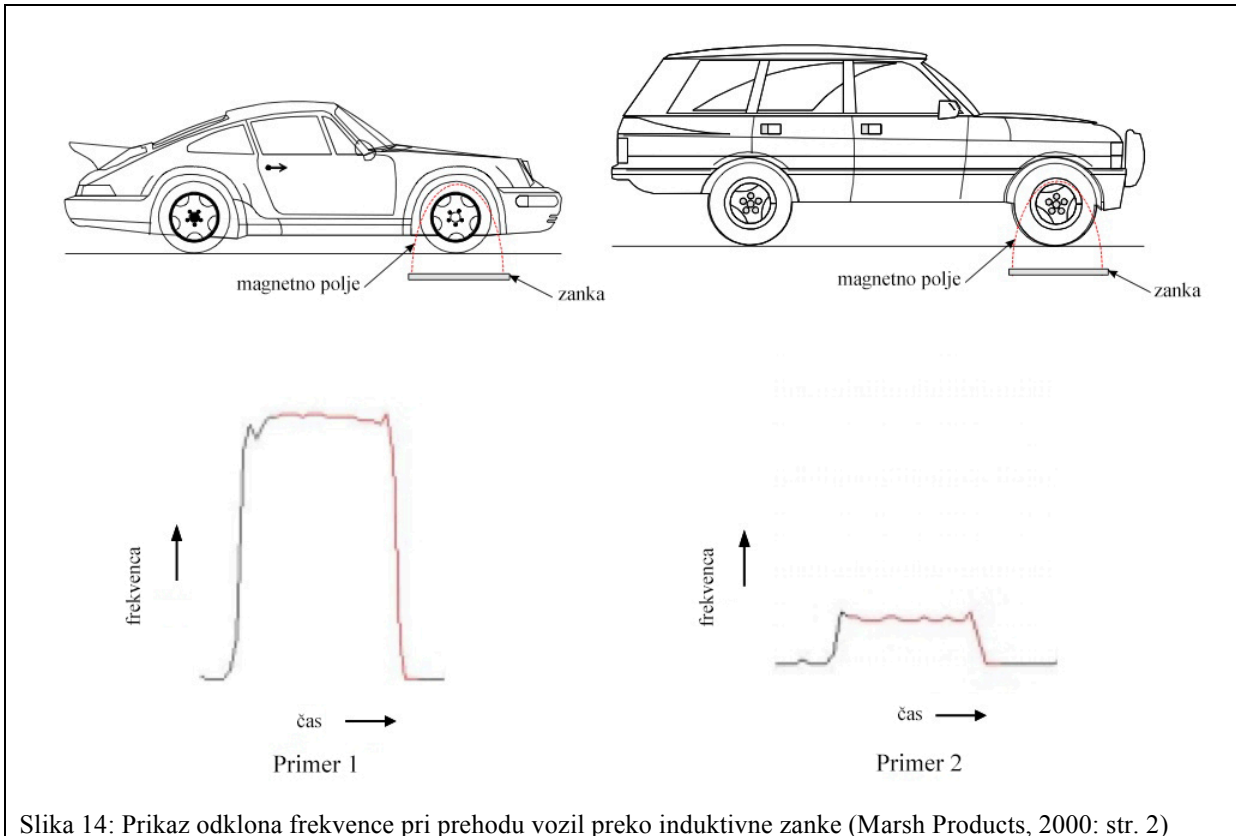 magnetno polje
zanka
magnetno polje
zanka
frekvenca
čas
Primer 1
frekvenca
čas
Primer 2
Slika 14: Prikaz odklona frekvence pri prehodu vozil preko induktivne zanke (Marsh Products, 2000: str. 2)